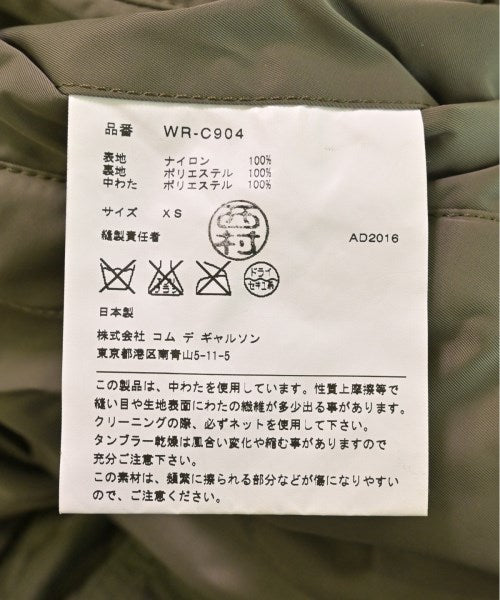 品番 WR-C904
表地 ナイロン 100%
裏地 ポリエステル 100%
中わた ポリエステル 100%
サイズ XS
西村
縫製責任者
AD2016
ドライ
セキユ系
日本製
株式会社 コム デ ギャルソン
東京都港区南青山5-11-5
この製品は、中わたを使用しています。性質上摩擦等で
縫い目や生地表面にわたの繊維が多少出る事があります。
クリーニングの際、必ずネットを使用して下さい。
タンブラー乾燥は風合い変化や縮む事がありますので
充分ご注意下さい。
この素材は、頻繁に擦られる部分などが傷になりやすい
ので、ご注意ください。